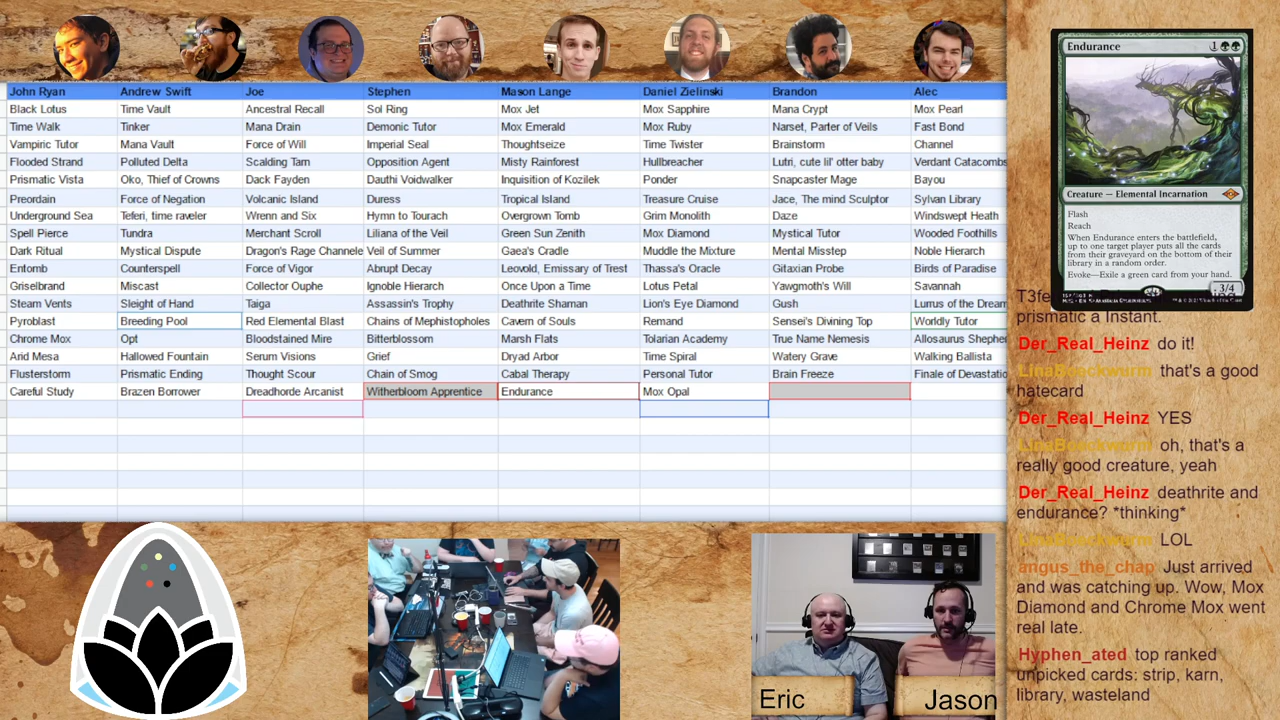 John Ryan Andrew Swift Joe Stephen Mason Lange Daniel Zielinski Brandon Alec
Black Lotus Time Vault Ancestral Recall Sol Ring Mox Jet Mox Sapphire Mana Crypt Mox Pearl
Time Walk Tinker Mana Drain Demonic Tutor Mox Emerald Mox Ruby Narset, Parter of Veils Fast Bond
Vampiric Tutor Mana Vault Force of Will Imperial Seal Thoughtseize Time Twister Brainstorm Channel
Flooded Strand Polluted Delta Scalding Tarn Opposition Agent Misty Rainforest Hullbreacher Lutri, cute lil' otter baby Verdant Catacombs
Prismatic Vista Oko, Thief of Crowns Dack Fayden Dauthi Voidwalker Inquisition of Kozilek Ponder Snapcaster Mage Bayou
Preordain Force of Negation Volcanic Island Duress Tropical Island Treasure Cruise Jace, The mind Sculptor Sylvan Library
Underground Sea Teferi, time raveler Wrenn and Six Hymn to Tourach Overgrown Tomb Grim Monolith Daze Windswept Heath
Spell Pierce Tundra Merchant Scroll Liliana of the Veil Green Sun Zenith Mox Diamond Mystical Tutor Wooded Foothills
Dark Ritual Mystical Dispute Dragon's Rage Channele Veil of Summer Gaea's Cradle Muddle the Mixture Mental Misstep Noble Hierarch
Entomb Counterspell Force of Vigor Abrupt Decay Leovold, Emissary of Trest Thassa's Oracle Gitaxian Probe Birds of Paradise
Griselbrand Miscast Collector Ouphe Ignoble Hierarch Once Upon a Time Lotus Petal Yawgmoth's Will Savannah
Steam Vents Sleight of Hand Taiga Assassin's Trophy Deathrite Shaman Lion's Eye Diamond Gush Lurrus of the Dream
Pyroblast Breeding Pool Red Elemental Blast Chains of Mephistopheles Cavern of Souls Remand Sensei's Divining Top Worldly Tutor
Chrome Mox Opt Bloodstained Mire Bitterblossom Marsh Flats Tolarian Academy True Name Nemesis Allosaurus Shepher
Arid Mesa Hallowed Fountain Serum Visions Grief Dryad Arbor Time Spiral Watery Grave Walking Ballista
Flusterstorm Prismatic Ending Thought Scour Chain of Smog Cabal Therapy Personal Tutor Brain Freeze Finale of Devastatio
Careful Study Brazen Borrower Dreadhorde Arcanist Witherbloom Apprentice Endurance Mox Opal
Endurance 1
Creature — Elemental Incarnation
Flash
Reach
When Endurance enters the battlefield,
up to one target player puts all the cards
from their graveyard on the bottom of their
library in a random order.
Evoke—Exile a green card from your hand.
3/4
prismatic a Instant.
Der_Real_Heinz do it!
LinaBoeckwurm that's a good
hatecard
Der_Real_Heinz YES
LinaBoeckwurm oh, that's a
really good creature, yeah
Der_Real_Heinz deathrite and
endurance? *thinking*
LinaBoeckwurm LOL
angus_the_chap Just arrived
and was catching up. Wow, Mox
Diamond and Chrome Mox went
real late.
Hyphen_ated top ranked
unpicked cards: strip, karn,
library, wasteland
Eric
Jason